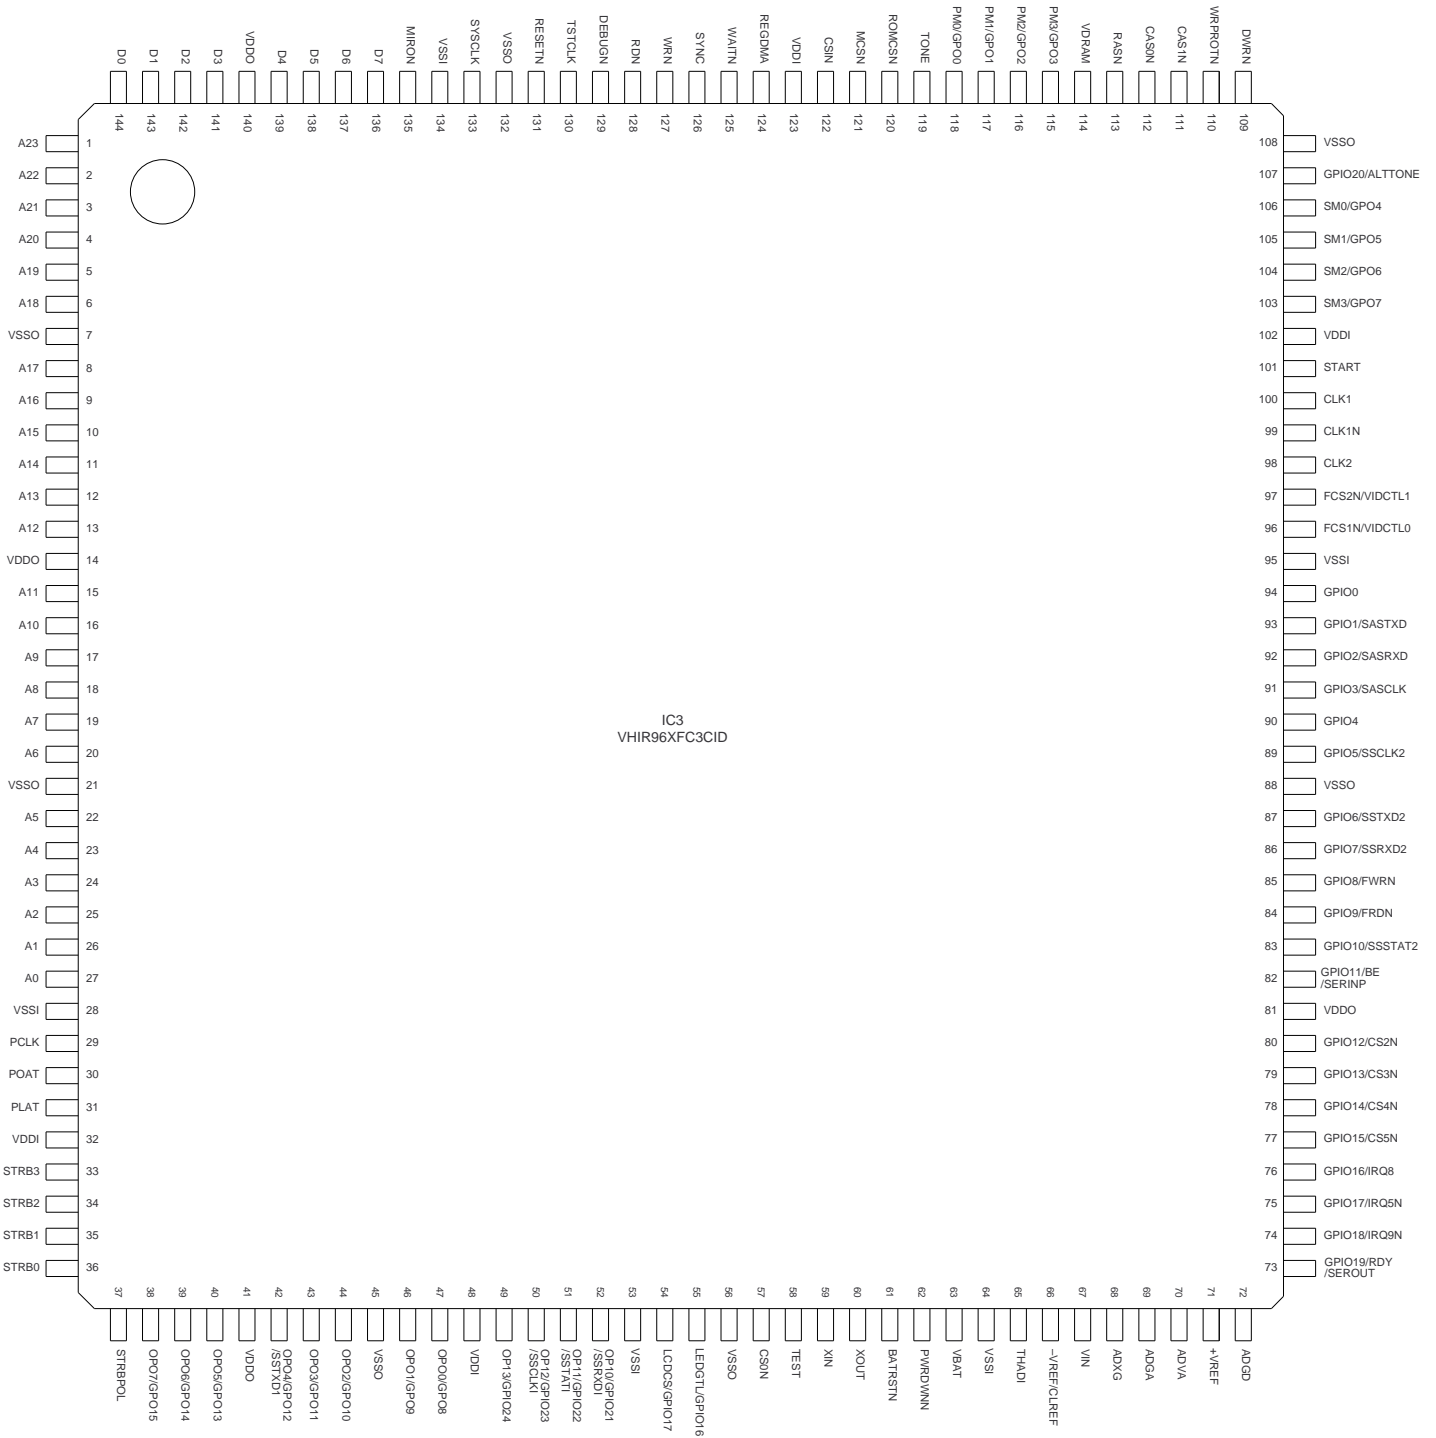 D0
D1
D2
D3
VDDO
D4
D5
D6
D7
MIRON
VSSI
SYSCLK
VSSO
RESETN
TSTCLK
DEBUGN
RDN
WRN
SYNC
WAITN
REGDMA
VDDI
CSIN
MCSN
ROMCSN
TONE
PM0/GPO0
PM1/GPO1
PM2/GPO2
PM3/GPO3
VDRAM
RASN
CAS0N
CAS1N
WRPROTN
DWRN
144
143
142
141
140
139
138
137
136
135
134
133
132
131
130
129
128
127
126
125
124
123
122
121
120
119
118
117
116
115
114
113
112
111
110
109
A23 1
A22 2
A21 3
A20 4
A19 5
A18 6
VSSO 7
A17 8
A16 9
A15 10
A14 11
A13 12
A12 13
VDDO 14
A11 15
A10 16
A9 17
A8 18
A7 19
A6 20
VSSO 21
A5 22
A4 23
A3 24
A2 25
A1 26
A0 27
VSSI 28
PCLK 29
POAT 30
PLAT 31
VDDI 32
STRB3 33
STRB2 34
STRB1 35
STRB0 36
IC3
VHIR96XFC3CID
108 VSSO
107 GPIO20/ALTTONE
106 SM0/GPO4
105 SM1/GPO5
104 SM2/GPO6
103 SM3/GPO7
102 VDDI
101 START
100 CLK1
99 CLK1N
98 CLK2
97 FCS2N/VIDCTL1
96 FCS1N/VIDCTL0
95 VSSI
94 GPIO0
93 GPIO1/SASTXD
92 GPIO2/SASRXD
91 GPIO3/SASCLK
90 GPIO4
89 GPIO5/SSCLK2
88 VSSO
87 GPIO6/SSTXD2
86 GPIO7/SSRXD2
85 GPIO8/FWRN
84 GPIO9/FRDN
83 GPIO10/SSSTAT2
82 GPIO11/BE
/SERINP
81 VDDO
80 GPIO12/CS2N
79 GPIO13/CS3N
78 GPIO14/CS4N
77 GPIO15/CS5N
76 GPIO16/IRQ8
75 GPIO17/IRQ5N
74 GPIO18/IRQ9N
73 GPIO19/RDY
/SEROUT
37
38
39
40
41
42
43
44
45
46
47
48
49
50
51
52
53
54
55
56
57
58
59
60
61
62
63
64
65
66
67
68
69
70
71
72
STRBPOL
OPO7/GPO15
OPO6/GPO14
OPO5/GPO13
VDDO
OPO4/GPO12
/SSTXD1
OPO3/GPO11
OPO2/GPO10
VSSO
OPO1/GPO9
OPO0/GPO8
VDDI
OP13/GPIO24
OP12/GPIO23
/SSCLKI
OP11/GPIO22
/SSTATI
OP10/GPIO21
/SSRXDI
VSSI
LCDCS/GPIO17
LEDGTL/GPIO16
VSSO
CS0N
TEST
XIN
XOUT
BATRSTN
PWRDWNN
VBAT
VSSI
THADI
–VREF/CLREF
VIN
ADXG
ADGA
ADVA
+VREF
ADGD